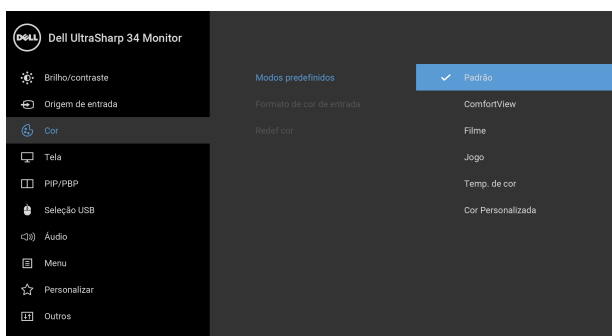 DELL Dell UltraSharp 34 Monitor
Brilho/contraste
Modos predefinidos
Padrão
Origem de entrada
Formato de cor de entrada
ComfortView
Cor
Redef cor
Filme
Tela
Jogo
PIP/PBP
Temp. de cor
Seleção USB
Cor Personalizada
Áudio
Menu
Personalizar
Outros